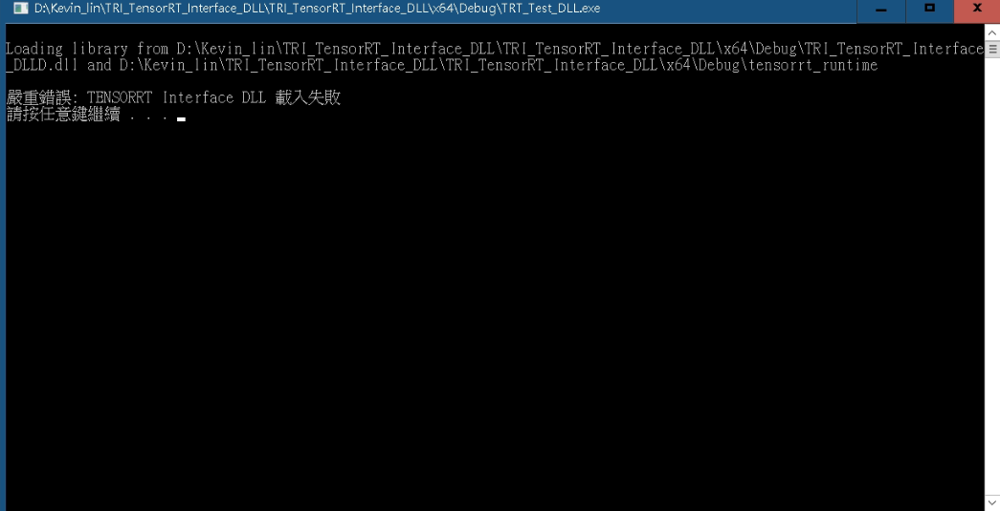 D:\Kevin_lin\TRI_TensorRT_Interface_DLL\TRI_TensorRT_Interface_DLL\x64\Debug\TRT_Test_DLL.exe
Loading library from D:\Kevin_lin\TRI_TensorRT_Interface_DLL\TRI_TensorRT_Interface_DLL\x64\Debug\TRI_TensorRT_Interface
_DLLD.dll and D:\Kevin_lin\TRI_TensorRT_Interface_DLL\TRI_TensorRT_Interface_DLL\x64\Debug\tensorrt_runtime
嚴重錯誤: TENSORRT Interface DLL 載入失敗
請按任意鍵繼續 . . .